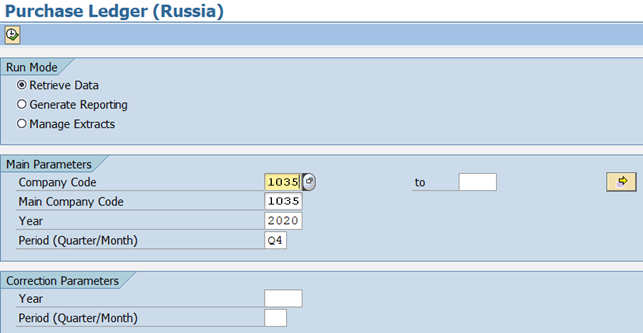 Purchase Ledger (Russia)
Run Mode
Retrieve Data
Generate Reporting
Manage Extracts
Main Parameters
Company Code 1035 to
Main Company Code 1035
Year 2020
Period (Quarter/Month) Q4
Correction Parameters
Year
Period (Quarter/Month)